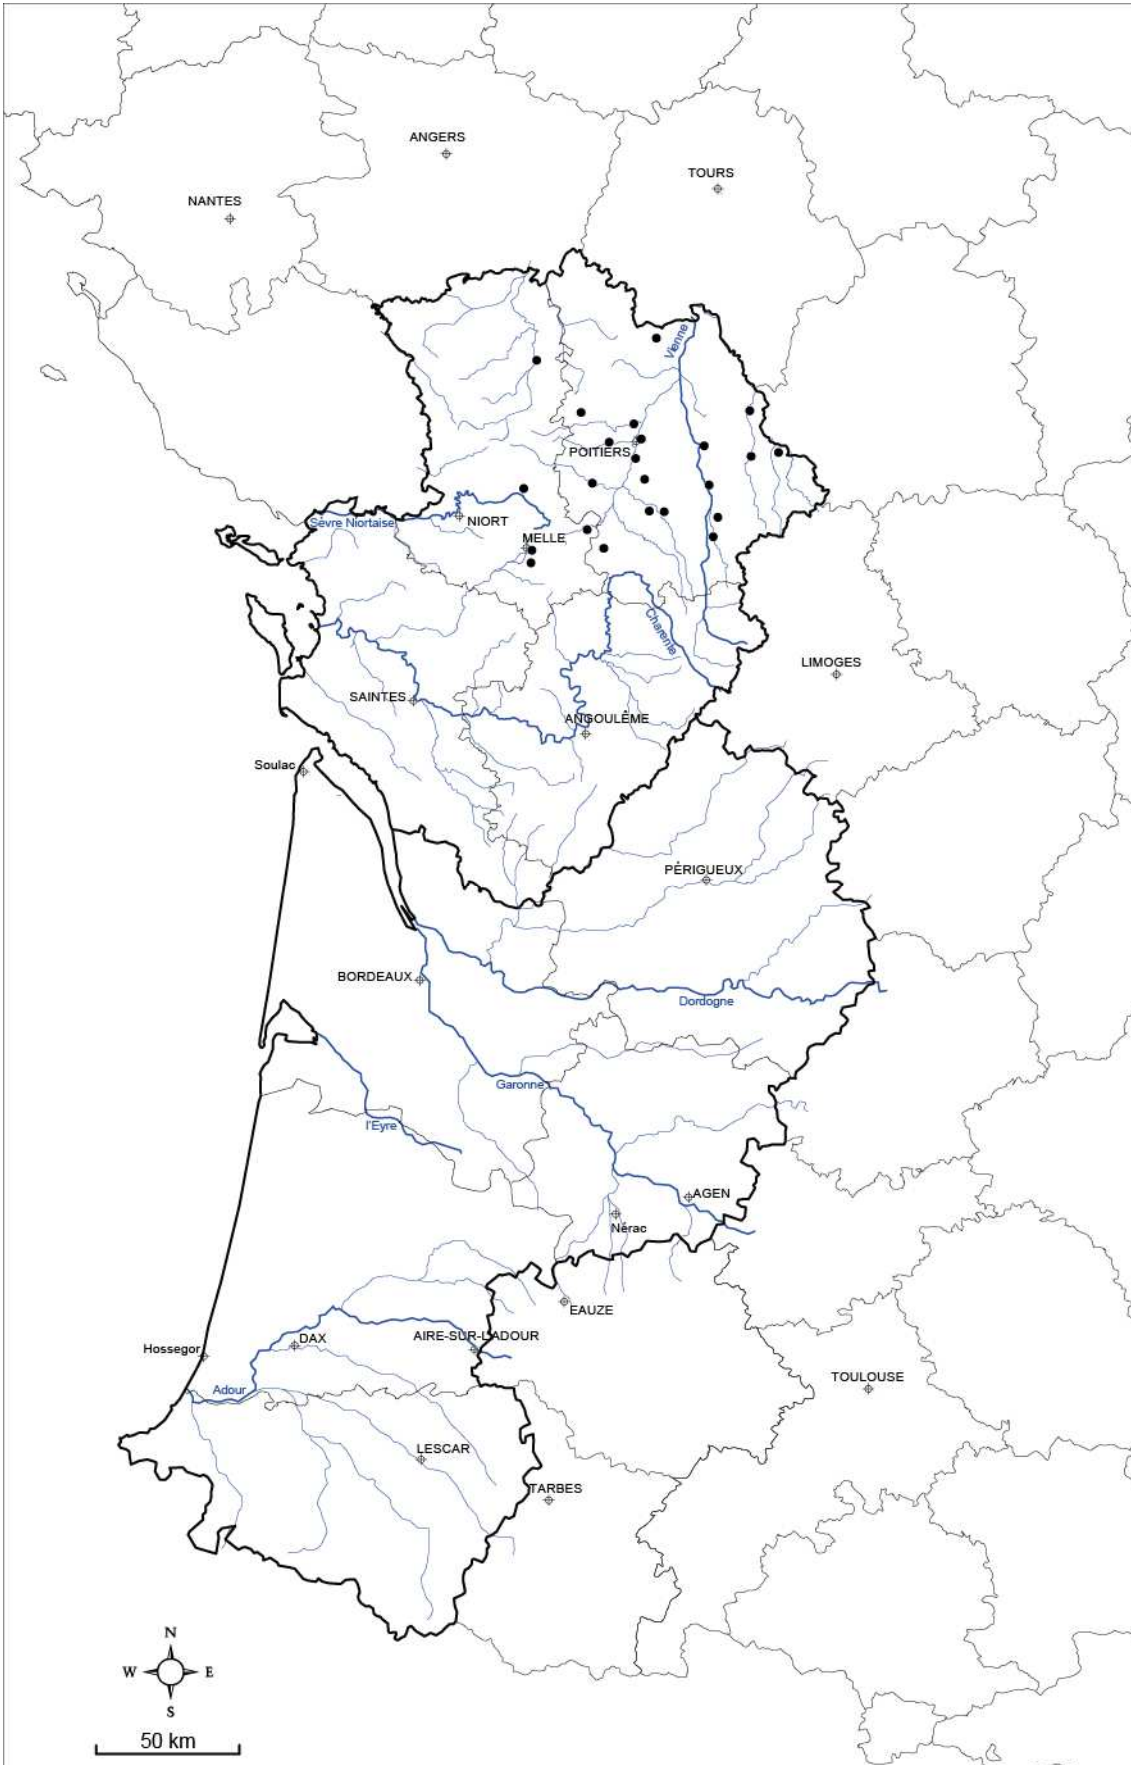 ANGERS
TOURS
NANTES
Vienne
POITIERS
Sèvre Niortaise
NIORT
MELLE
Charente
LIMOGES
SAINTES
ANGOULÊME
Soulac
PÉRIGUEUX
BORDEAUX
Dordogne
Garonne
l'Eyre
AGEN
Nérac
EAUZE
AIRE-SUR-L'ADOUR
DAX
Hossegor
TOULOUSE
Adour
LESCAR
TARBES
N
W E
S
50 km